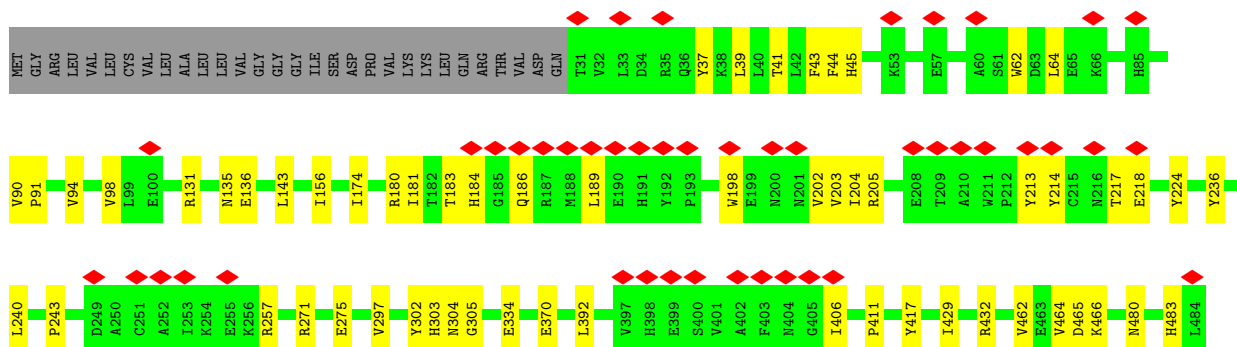 MET GLY ARG LEU VAL LEU CYS VAL LEU ALA LEU LEU VAL GLY GLY GLY ILE SER ASP PRO VAL LYS LYS LEU GLN ARG THR VAL ASP GLN T31 V32 L33 D34 R35 Q36 Y37 K38 L39 L40 T41 L42 F43 F44 H45 K53 E57 A60 S61 W62 D63 L64 E65 K66 H85
V90 P91 V94 V98 L99 E100 R131 N135 E136 L143 I156 I174 R180 I181 T182 T183 H184 G185 Q186 R187 M188 L189 E190 H191 Y192 P193 W198 E199 N200 N201 V202 V203 I204 R205 E208 T209 A210 W211 P212 Y213 Y214 C215 N216 T217 E218 Y224 Y236
L240 P243 D249 A250 C251 A252 I253 K254 E255 K256 R257 R271 E275 V297 Y302 H303 N304 G305 E334 E370 L392 V397 H398 E399 S400 V401 A402 F403 N404 G405 I406 P411 Y417 I429 R432 V462 E463 V464 D465 K466 N480 H483 L484